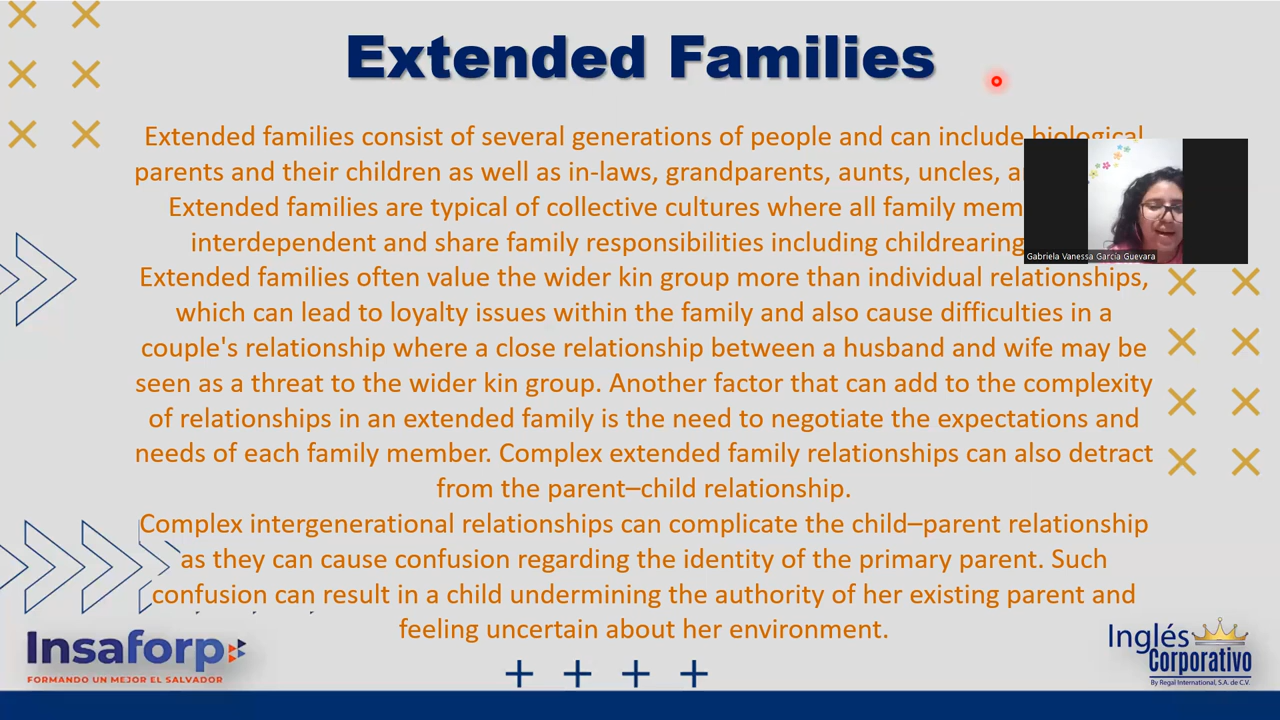 Extended Families
Extended families consist of several generations of people and can include biological
parents and their children as well as in-laws, grandparents, aunts, uncles,
Extended families are typical of collective cultures where all family
interdependent and share family responsibilities including childrearing
Extended families often value the wider kin group more than individual relationships,
which can lead to loyalty issues within the family and also cause difficulties in a
couple's relationship where a close relationship between a husband and wife may be
seen as a threat to the wider kin group. Another factor that can add to the complexity
of relationships in an extended family is the need to negotiate the expectations and
needs of each family member. Complex extended family relationships can also detract
from the parent–child relationship.
Complex intergenerational relationships can complicate the child–parent relationship
as they can cause confusion regarding the identity of the primary parent. Such
confusion can result in a child undermining the authority of her existing parent and
feeling uncertain about her environment.
Gabriela Vanessa García Guevara
Insaforp
FORMANDO UN MEJOR EL SALVADOR
Inglés
Corporativo
By Regal International, S.A. de C.V.